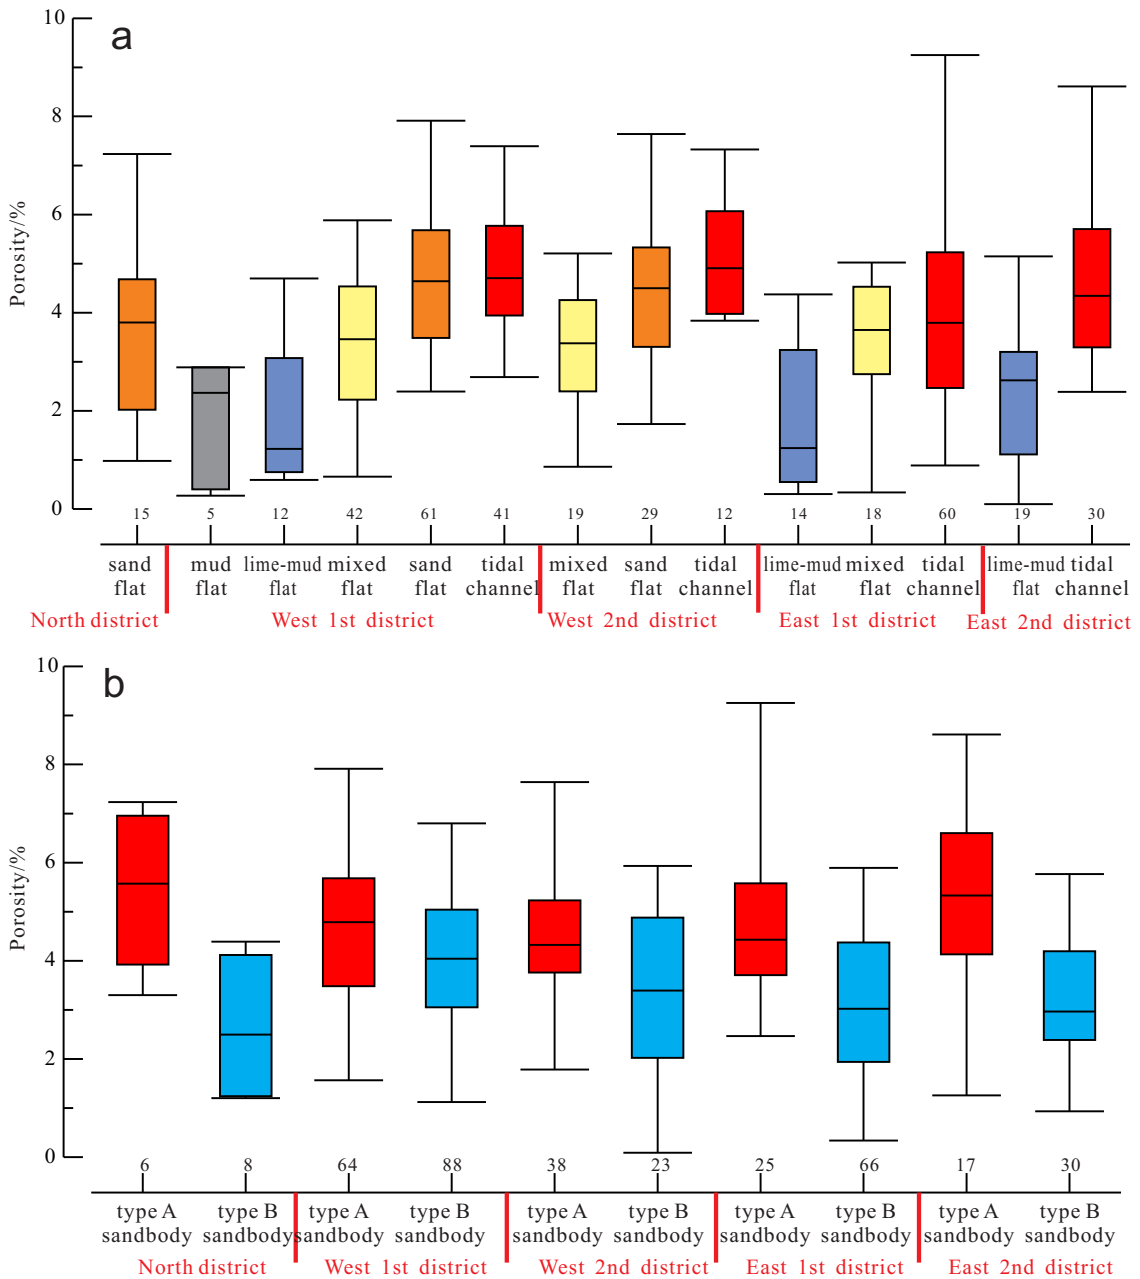 a
Porosity/%
10
8
6
4
2
0
15 5 12 42 61 41 19 29 12 14 18 60 19 30
sand flat
mud flat
lime-mud flat
mixed flat
sand flat
tidal channel
mixed flat
sand flat
tidal channel
lime-mud flat
mixed flat
tidal channel
lime-mud flat
tidal channel
North district
West 1st district
West 2nd district
East 1st district
East 2nd district
b
Porosity/%
10
8
6
4
2
0
6 8 64 88 38 23 25 66 17 30
type A sandbody
type B sandbody
type A sandbody
type B sandbody
type A sandbody
type B sandbody
type A sandbody
type B sandbody
type A sandbody
type B sandbody
North district
West 1st district
West 2nd district
East 1st district
East 2nd district